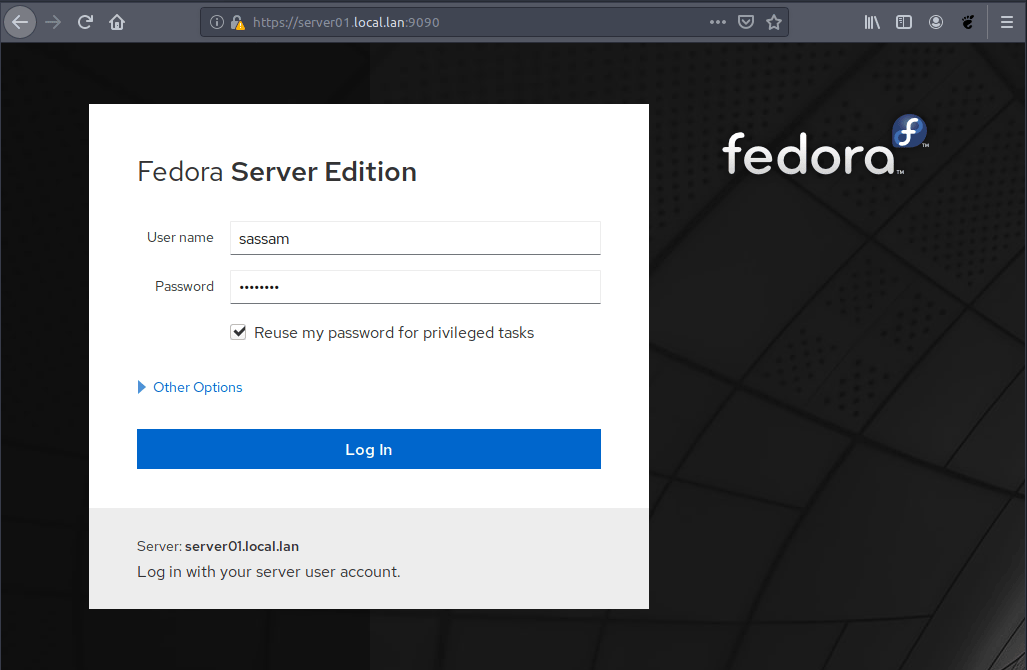 https://server01.local.lan:9090
fedora™
Fedora Server Edition
User name
sassam
Password
••••••••
Reuse my password for privileged tasks
Other Options
Log In
Server: server01.local.lan
Log in with your server user account.